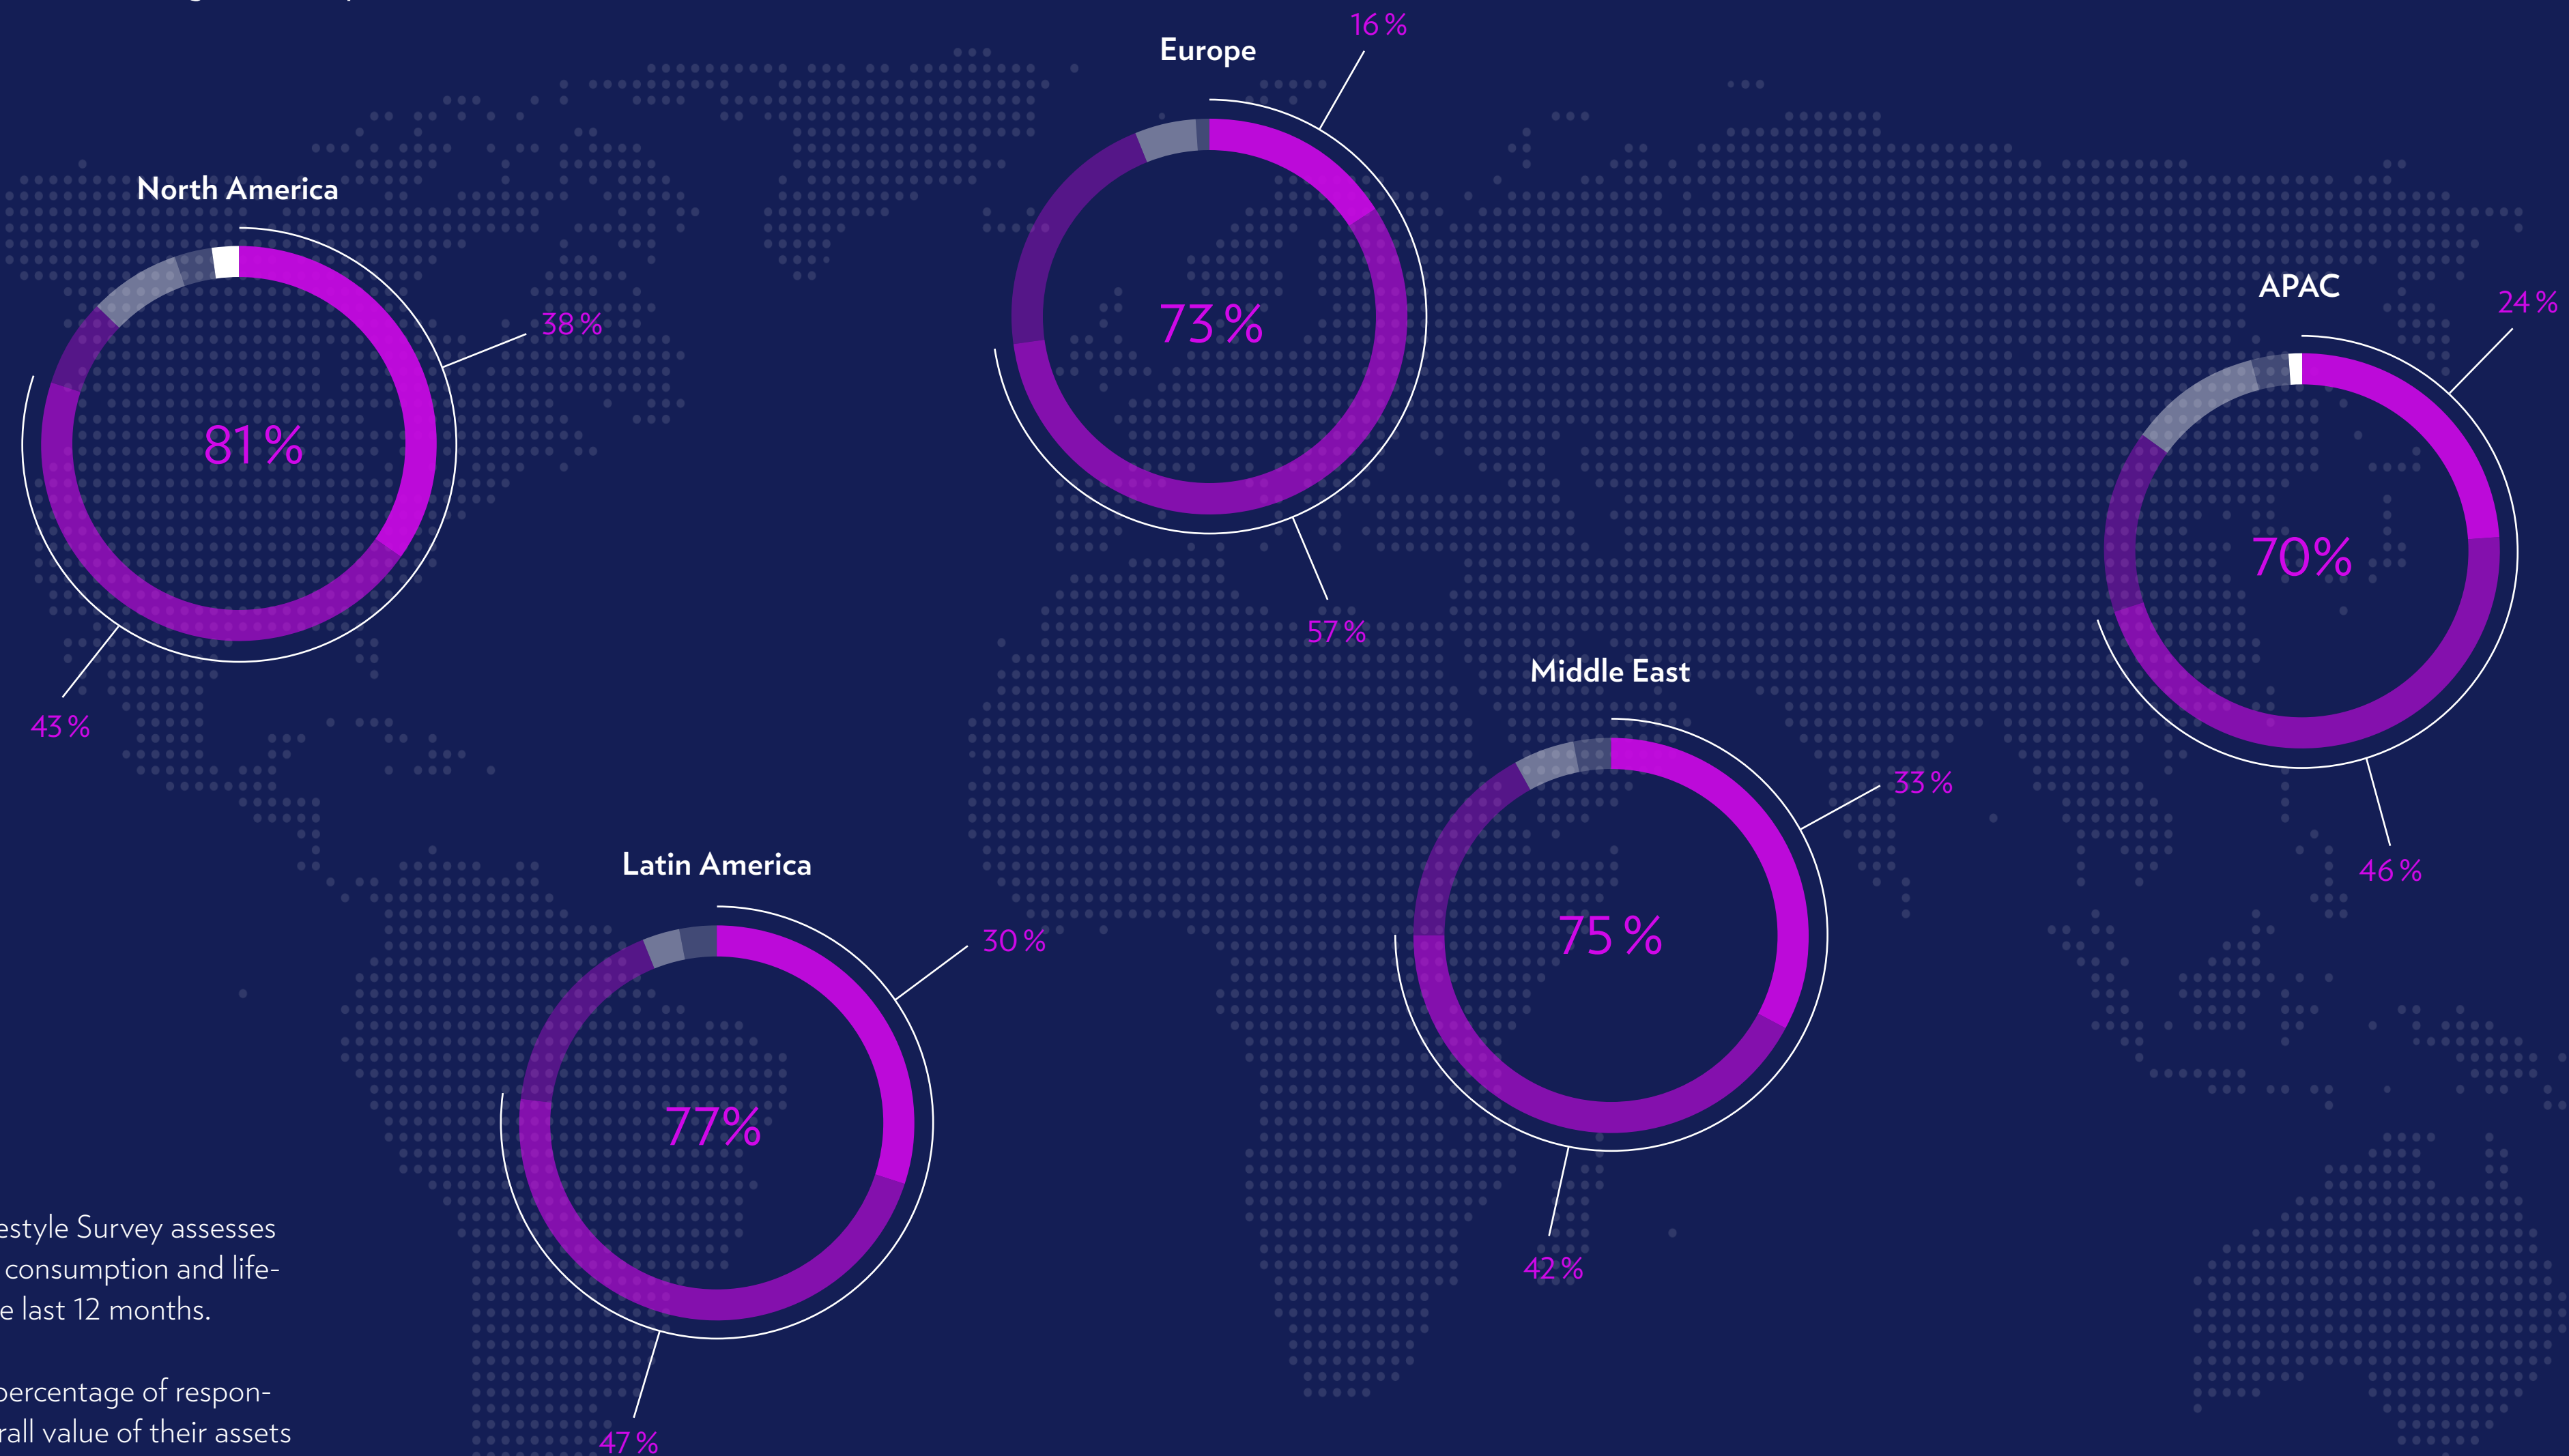 16 %
Europe
North America
38 %
81 %
73 %
57 %
43 %
APAC
24 %
70%
46 %
Middle East
33 %
75 %
42 %
Latin America
30 %
77%
47 %
Survey assesses
consumption and life-
last 12 months.
percentage of respon-
value of their assets